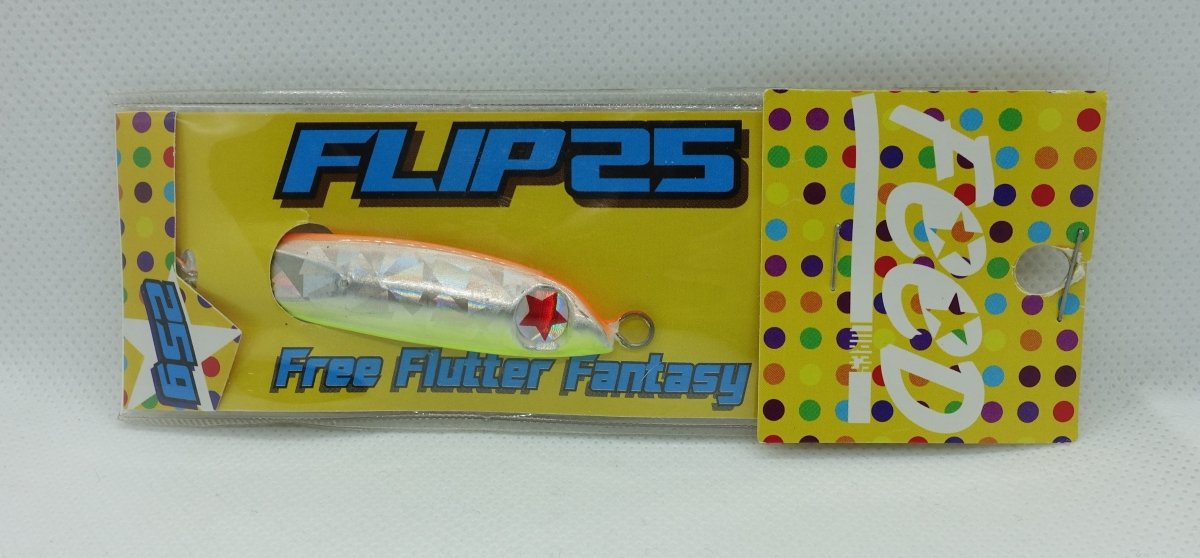 FLIP25
Free Flutter Fantasy
25g
FeeD